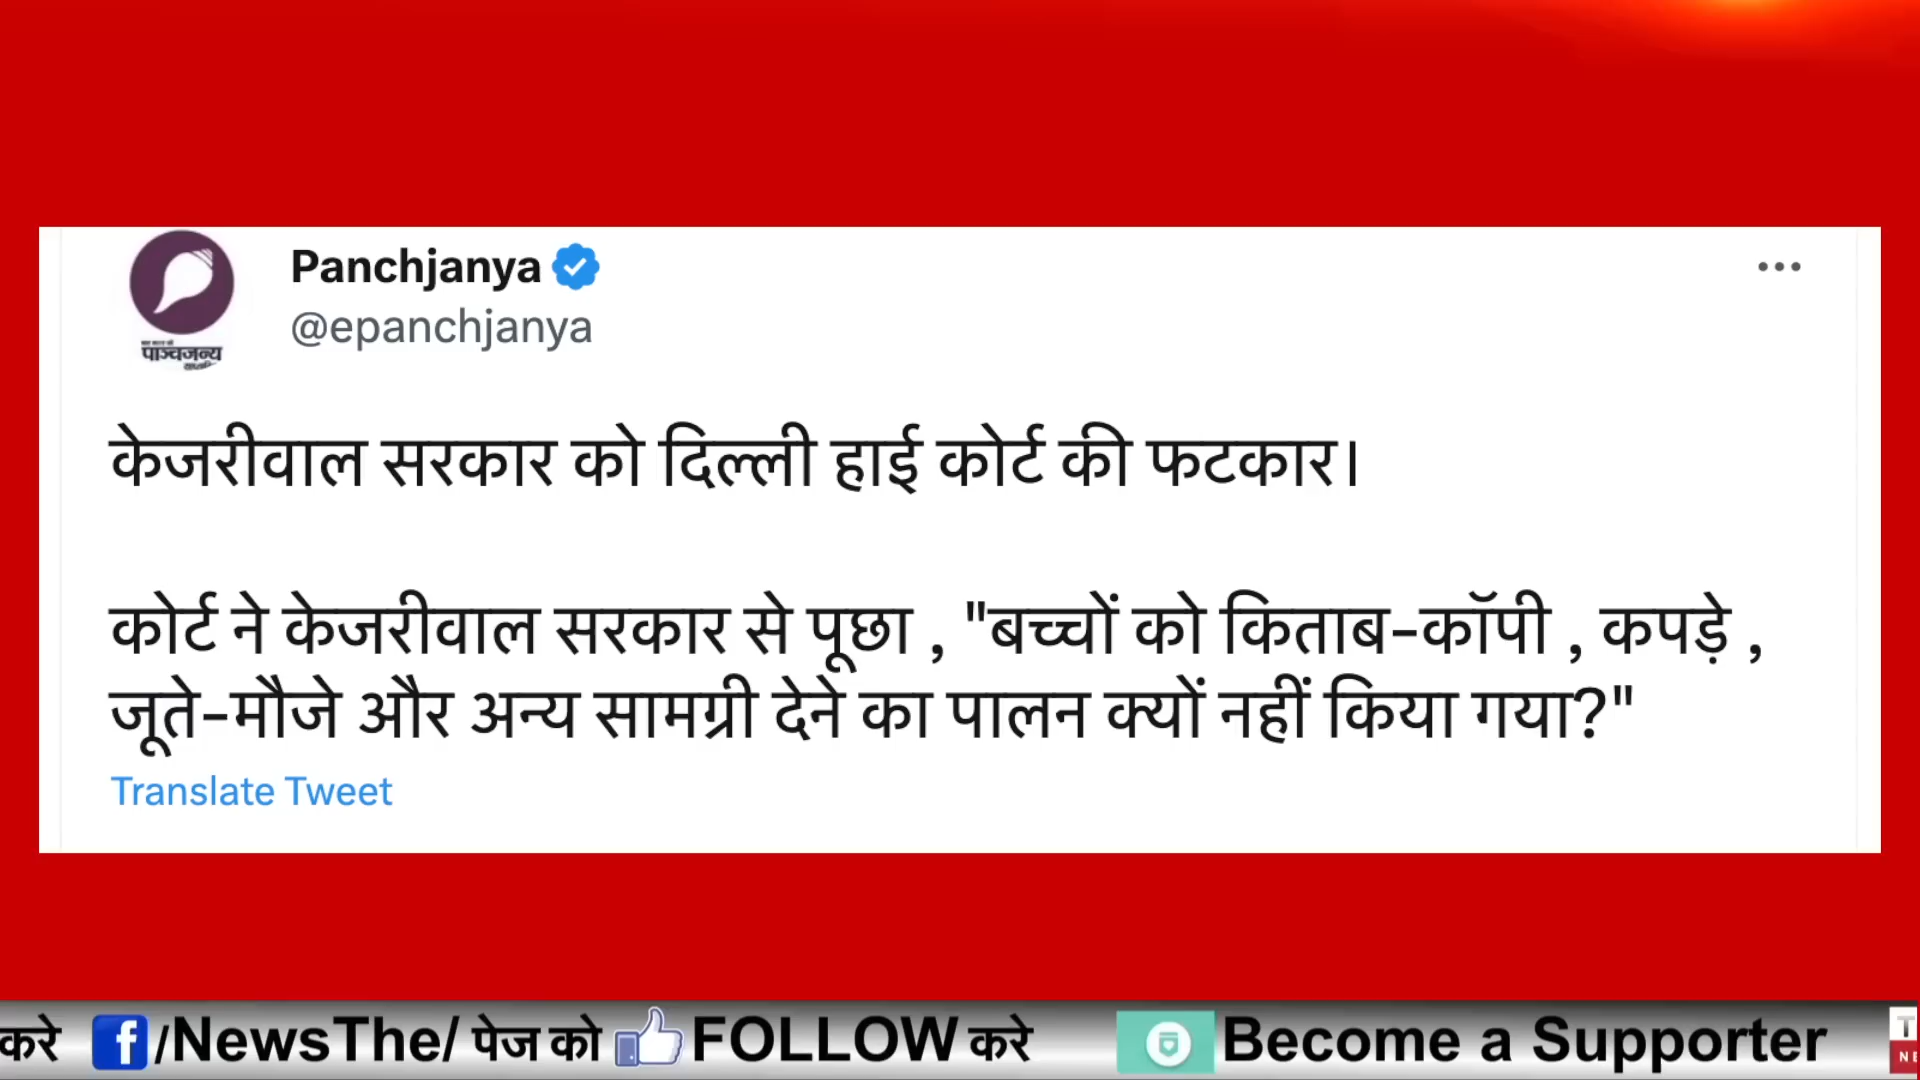 Panchjanya
@epanchjanya
पाञ्चजन्य
केजरीवाल सरकार को दिल्ली हाई कोर्ट की फटकार।
कोर्ट ने केजरीवाल सरकार से पूछा , "बच्चों को किताब-कॉपी , कपड़े ,
जूते-मौजे और अन्य सामग्री देने का पालन क्यों नहीं किया गया?"
Translate Tweet
करे f/NewsThe/ पेज को FOLLOW करे Become a Supporter